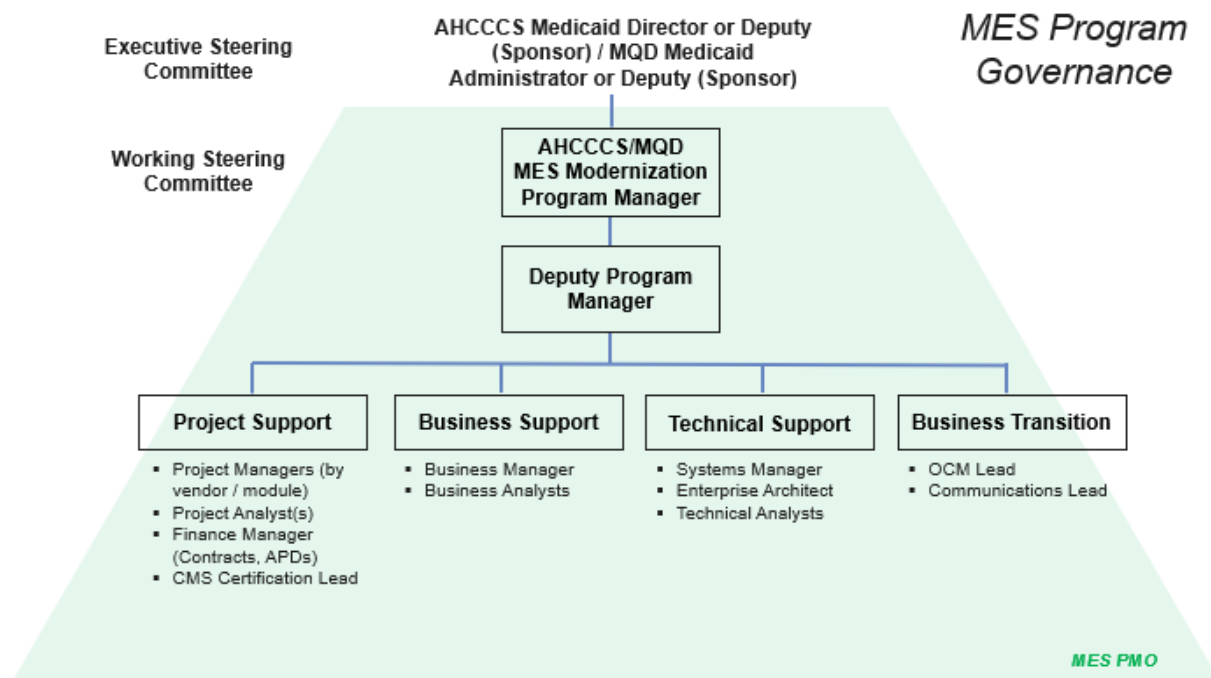 Executive Steering
Committee
AHCCCS Medicaid Director or Deputy
(Sponsor) / MQD Medicaid
Administrator or Deputy (Sponsor)
MES Program
Governance
Working Steering
Committee
AHCCCS/MQD
MES Modernization
Program Manager
Deputy Program
Manager
Project Support
▪ Project Managers (by
vendor / module)
▪ Project Analyst(s)
▪ Finance Manager
(Contracts, APDs)
▪ CMS Certification Lead
Business Support
▪ Business Manager
▪ Business Analysts
Technical Support
▪ Systems Manager
▪ Enterprise Architect
▪ Technical Analysts
Business Transition
▪ OCM Lead
▪ Communications Lead
MES PMO